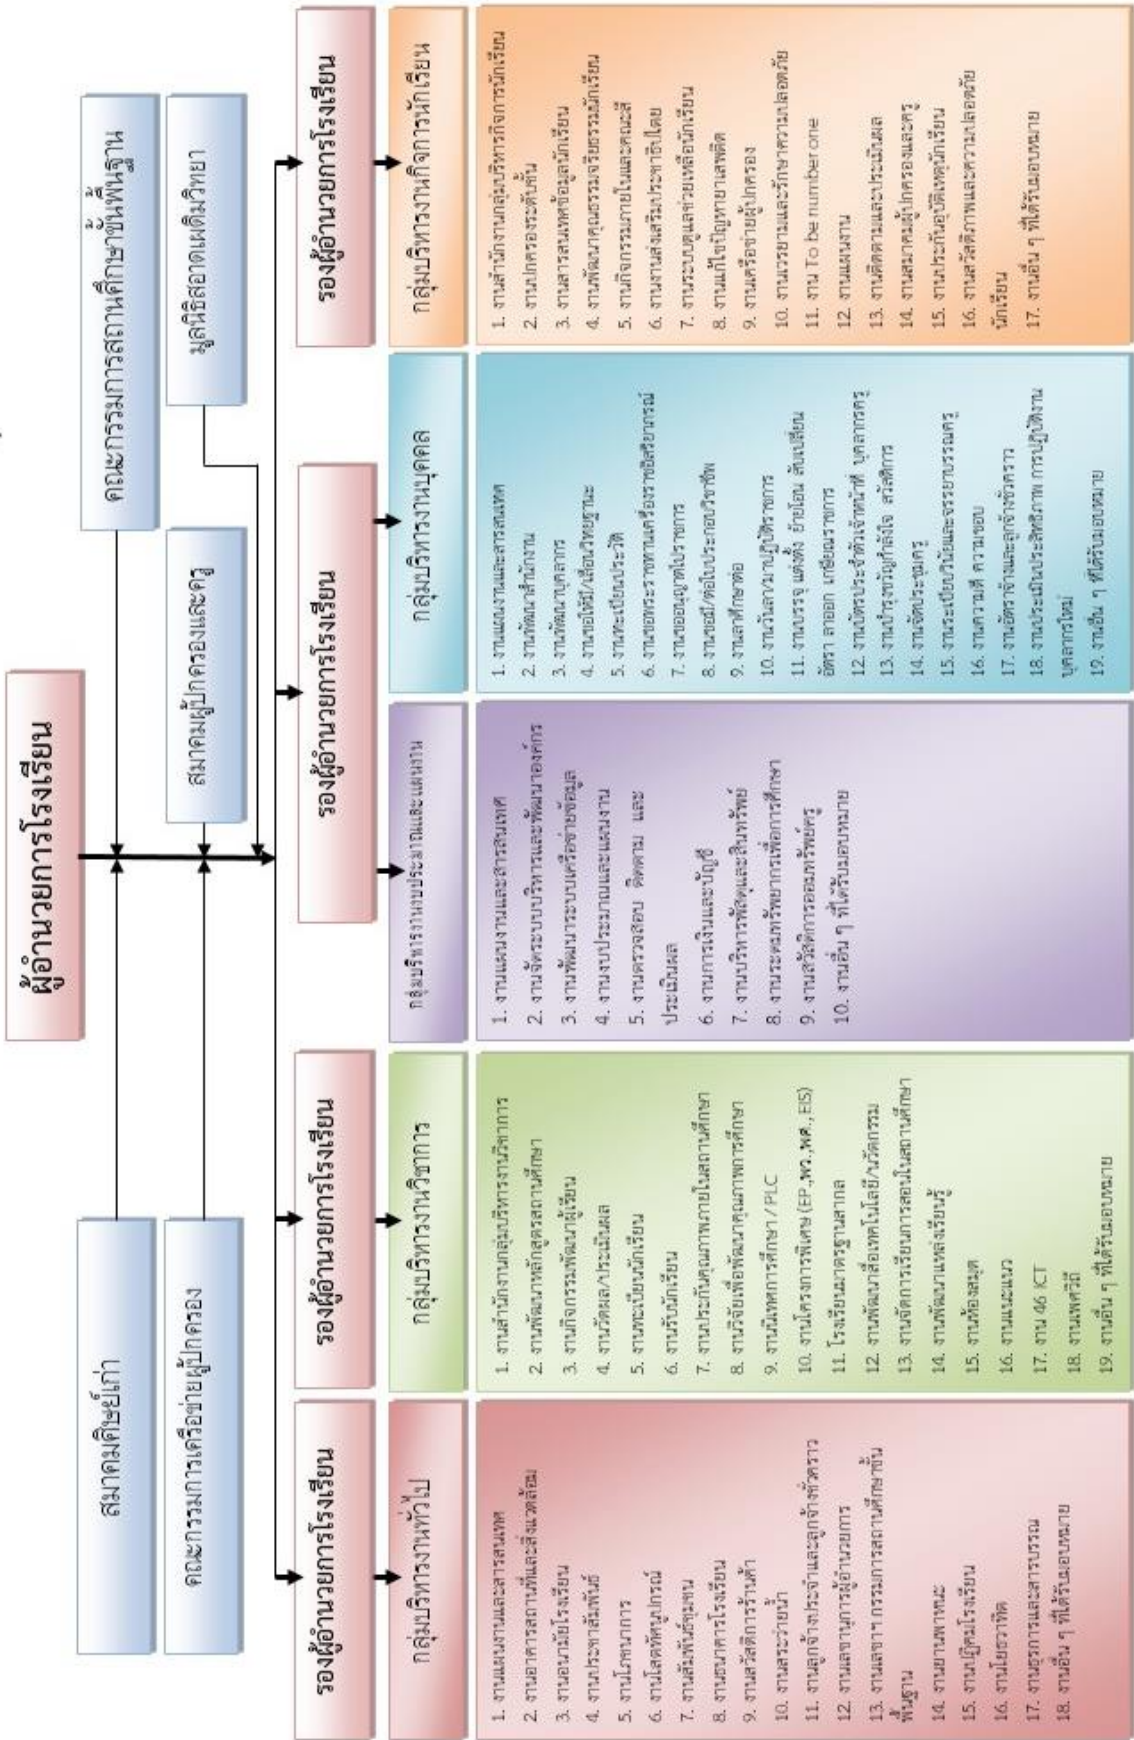 ผู้อำนวยการโรงเรียน
สมาคมศิษย์เก่า
คณะกรรมการสถานศึกษาขั้นพื้นฐาน
คณะกรรมการเครือข่ายผู้ปกครอง
สมาคมผู้ปกครองและครู
มูลนิธิสอาดเผดิมวิทยา
รองผู้อำนวยการโรงเรียน
รองผู้อำนวยการโรงเรียน
รองผู้อำนวยการโรงเรียน
รองผู้อำนวยการโรงเรียน
กลุ่มบริหารงานทั่วไป
1. งานแผนงานและสารสนเทศ
2. งานอาคารสถานที่และสิ่งแวดล้อม
3. งานอนามัยโรงเรียน
4. งานประชาสัมพันธ์
5. งานโภชนาการ
6. งานโสตทัศนูปกรณ์
7. งานสัมพันธ์ชุมชน
8. งานธนาคารโรงเรียน
9. งานสวัสดิการร้านค้า
10. งานสระว่ายน้ำ
11. งานลูกจ้างประจำและลูกจ้างชั่วคราว
12. งานเลขานุการผู้อำนวยการ
13. งานเลขาฯ กรรมการสถานศึกษาขั้น
พื้นฐาน
14. งานยานพาหนะ
15. งานปฏิคมโรงเรียน
16. งานโยธวาทิต
17. งานธุรการและสารบรรณ
18. งานอื่น ๆ ที่ได้รับมอบหมาย
กลุ่มบริหารงานวิชาการ
1. งานสำนักงานกลุ่มบริหารงานวิชาการ
2. งานพัฒนาหลักสูตรสถานศึกษา
3. งานกิจกรรมพัฒนาผู้เรียน
4. งานวัดผล/ประเมินผล
5. งานทะเบียนนักเรียน
6. งานรับนักเรียน
7. งานประกันคุณภาพภายในสถานศึกษา
8. งานวิจัยเพื่อพัฒนาคุณภาพการศึกษา
9. งานนิเทศการศึกษา / PLC
10. งานโครงการพิเศษ (EP.,พว.,พศ., EIS)
11. โรงเรียนมาตรฐานสากล
12. งานพัฒนาสื่อเทคโนโลยี/นวัตกรรม
13. งานจัดการเรียนการสอนในสถานศึกษา
14. งานพัฒนาแหล่งเรียนรู้
15. งานห้องสมุด
16. งานแนะแนว
17. งาน 46 ICT
18. งานเพศวิถี
19. งานอื่น ๆ ที่ได้รับมอบหมาย
กลุ่มบริหารงานงบประมาณและแผนงาน
1. งานแผนงานและสารสนเทศ
2. งานจัดระบบบริหารและพัฒนาองค์กร
3. งานพัฒนาระบบเครือข่ายข้อมูล
4. งานงบประมาณและแผนงาน
5. งานตรวจสอบ ติดตาม และ
ประเมินผล
6. งานการเงินและบัญชี
7. งานบริหารพัสดุและสินทรัพย์
8. งานระดมทรัพยากรเพื่อการศึกษา
9. งานสวัสดิการออมทรัพย์ครู
10. งานอื่น ๆ ที่ได้รับมอบหมาย
กลุ่มบริหารงานบุคคล
1. งานแผนงานและสารสนเทศ
2. งานพัฒนาสำนักงาน
3. งานพัฒนาบุคลากร
4. งานขอให้มี/เลื่อนวิทยฐานะ
5. งานทะเบียนประวัติ
6. งานขอพระราชทานเครื่องราชอิสริยาภรณ์
7. งานขออนุญาตไปราชการ
8. งานขอมี/ต่อใบประกอบวิชาชีพ
9. งานลาศึกษาต่อ
10. งานวันลา/มาปฏิบัติราชการ
11. งานบรรจุ แต่งตั้ง ย้ายโอน สับเปลี่ยน
อัตรา ลาออก เกษียณราชการ
12. งานบัตรประจำตัวเจ้าหน้าที่ บุคลากรครู
13. งานบำรุงขวัญกำลังใจ สวัสดิการ
14. งานจัดประชุมครู
15. งานระเบียบวินัยและจรรยาบรรณครู
16. งานความดี ความชอบ
17. งานอัตราจ้างและลูกจ้างชั่วคราว
18. งานประเมินประสิทธิภาพ การปฏิบัติงาน
บุคลากรใหม่
19. งานอื่น ๆ ที่ได้รับมอบหมาย
กลุ่มบริหารงานกิจการนักเรียน
1. งานสำนักงานกลุ่มบริหารกิจการนักเรียน
2. งานปกครองระดับชั้น
3. งานสารสนเทศข้อมูลนักเรียน
4. งานพัฒนาคุณธรรมจริยธรรมนักเรียน
5. งานกิจกรรมภายในและคณะสี
6. งานงานส่งเสริมประชาธิปไตย
7. งานระบบดูแลช่วยเหลือนักเรียน
8. งานแก้ไขปัญหายาเสพติด
9. งานเครือข่ายผู้ปกครอง
10. งานเวรยามและรักษาความปลอดภัย
11. งาน To be number one
12. งานแผนงาน
13. งานติดตามและประเมินผล
14. งานสมาคมผู้ปกครองและครู
15. งานประกันอุบัติเหตุนักเรียน
16. งานสวัสดิภาพและความปลอดภัย
นักเรียน
17. งานอื่น ๆ ที่ได้รับมอบหมาย